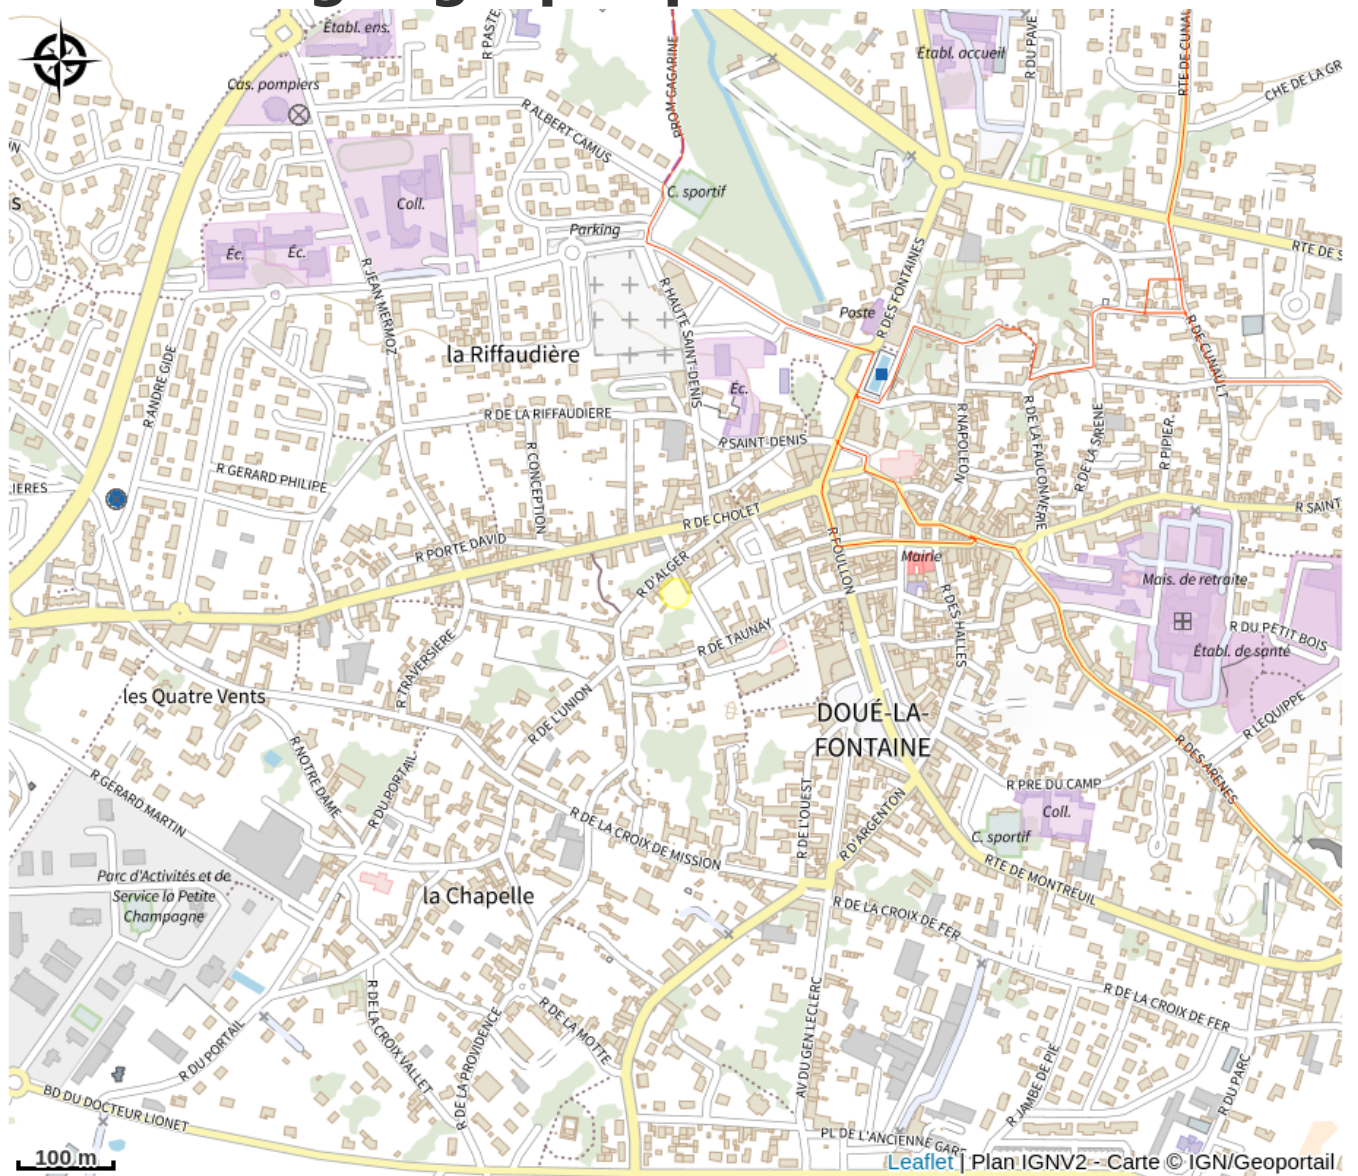 Établ. ens.
R PASTE
PROM GAGARINE
Établ. accueil
R DU PAVE
RTE DE CUNAU
CHE DE LA GR
Cas. pompiers
R ALBERT CAMUS
C. sportif
Coll.
Parking
Éc.
Éc.
R JEAN MERMOZ
R HAUTE SAINT-DENIS
R DES FONTAINES
RTE DE S
Poste
R DE CUNAULT
la Riffaudière
R ANDRE GIDE
Éc.
R DE LA RIFFAUDIERE
R SAINT-DENIS
R NAPOLEON
R DE LA FAUCONNERIE
R DE LA SIRENE
R PIPIER
R GERARD PHILIPE
R CONCEPTION
LIERES
R DE CHOLET
R SAINT
R PORTE DAVID
R FOULLON
Mairie
R D'ALGER
Mais. de retraite
R DES HALLES
R DU PETIT BOIS
R DE TAUNAY
Établ. de santé
R TRAVERSIERE
les Quatre Vents
R DE L'UNION
DOUÉ-LA-
FONTAINE
R LEQUIPPE
R NOTRE DAME
R DES ARENES
R GERARD MARTIN
R DU PORTAIL
R PRE DU CAMP
R DE L'OUEST
R D'ARGENTON
Coll.
C. sportif
R DE LA CROIX DE MISSION
RTE DE MONTREUIL
Parc d'Activités et de
Service la Petite
Champagne
la Chapelle
R DE LA CROIX DE FER
R DE LA CROIX DE FER
R DE LA CROIX VALLET
R DE LA PROVIDENCE
R DE LA MOTTE
AV DU GEN LECLERC
R DU PORTAIL
R JAMBE DE PIE
R DU PARC
BD DU DOCTEUR LIONET
PL DE L'ANCIENNE GARE
100 m
Leaflet | Plan IGNV2 - Carte © IGN/Geoportail